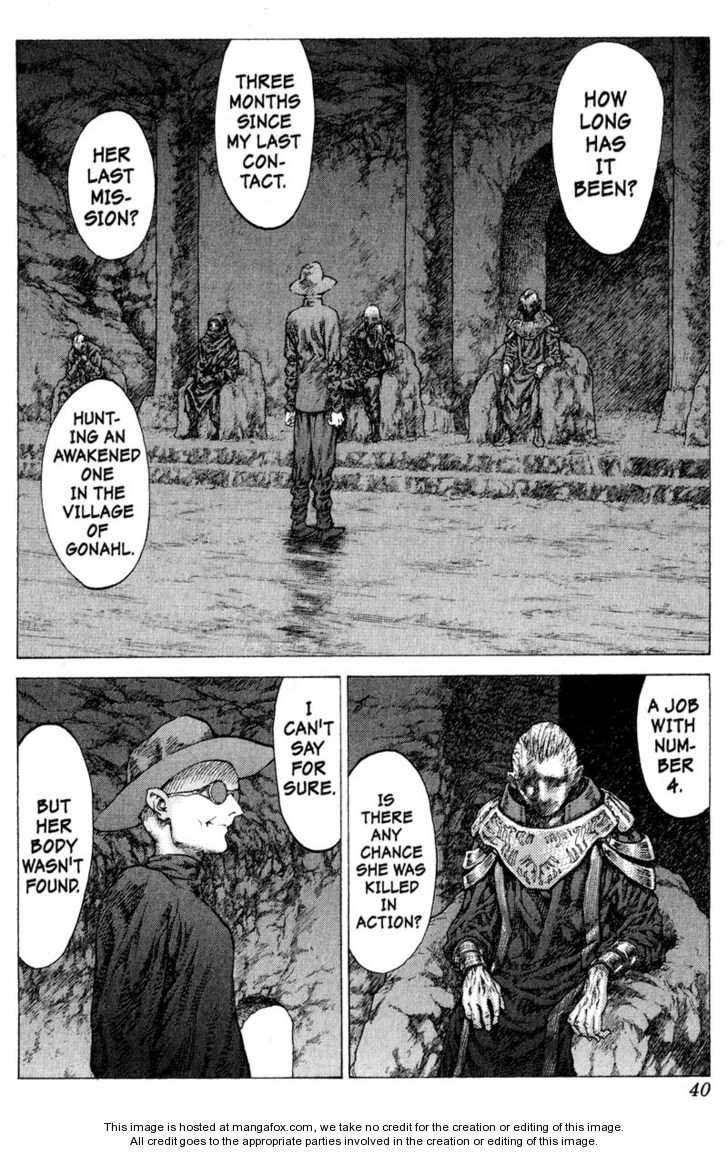 HOW
LONG
HAS
IT
BEEN?
THREE
MONTHS
SINCE
MY LAST
CON-
TACT.
HER
LAST
MIS-
SION?
HUNT-
ING AN
AWAKENED
ONE
IN THE
VILLAGE
OF
GONAHL.
A JOB
WITH
NUM-
BER
4.
IS
THERE
ANY
CHANCE
SHE WAS
KILLED
IN
ACTION?
I
CAN'T
SAY
FOR
SURE.
BUT
HER
BODY
WASN'T
FOUND.
40
This image is hosted at mangafox.com, we take no credit for the creation or editing of this image.
All credit goes to the appropriate parties involved in the creation or editing of this image.